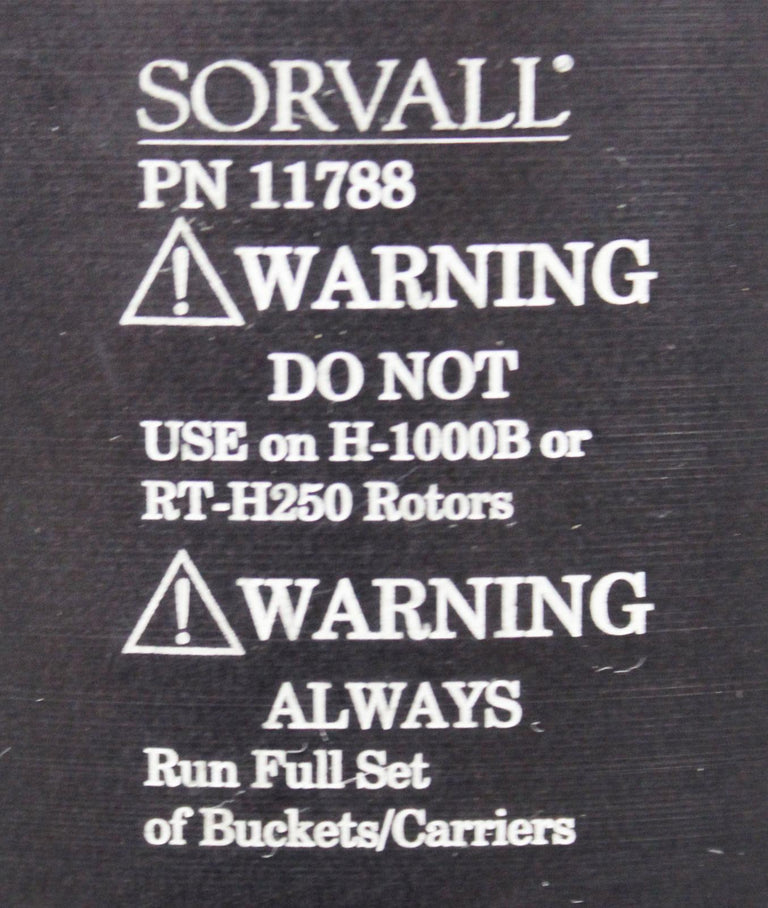 SORVALL®
PN 11788
⚠ WARNING
DO NOT
USE on H-1000B or
RT-H250 Rotors
⚠ WARNING
ALWAYS
Run Full Set
of Buckets/Carriers